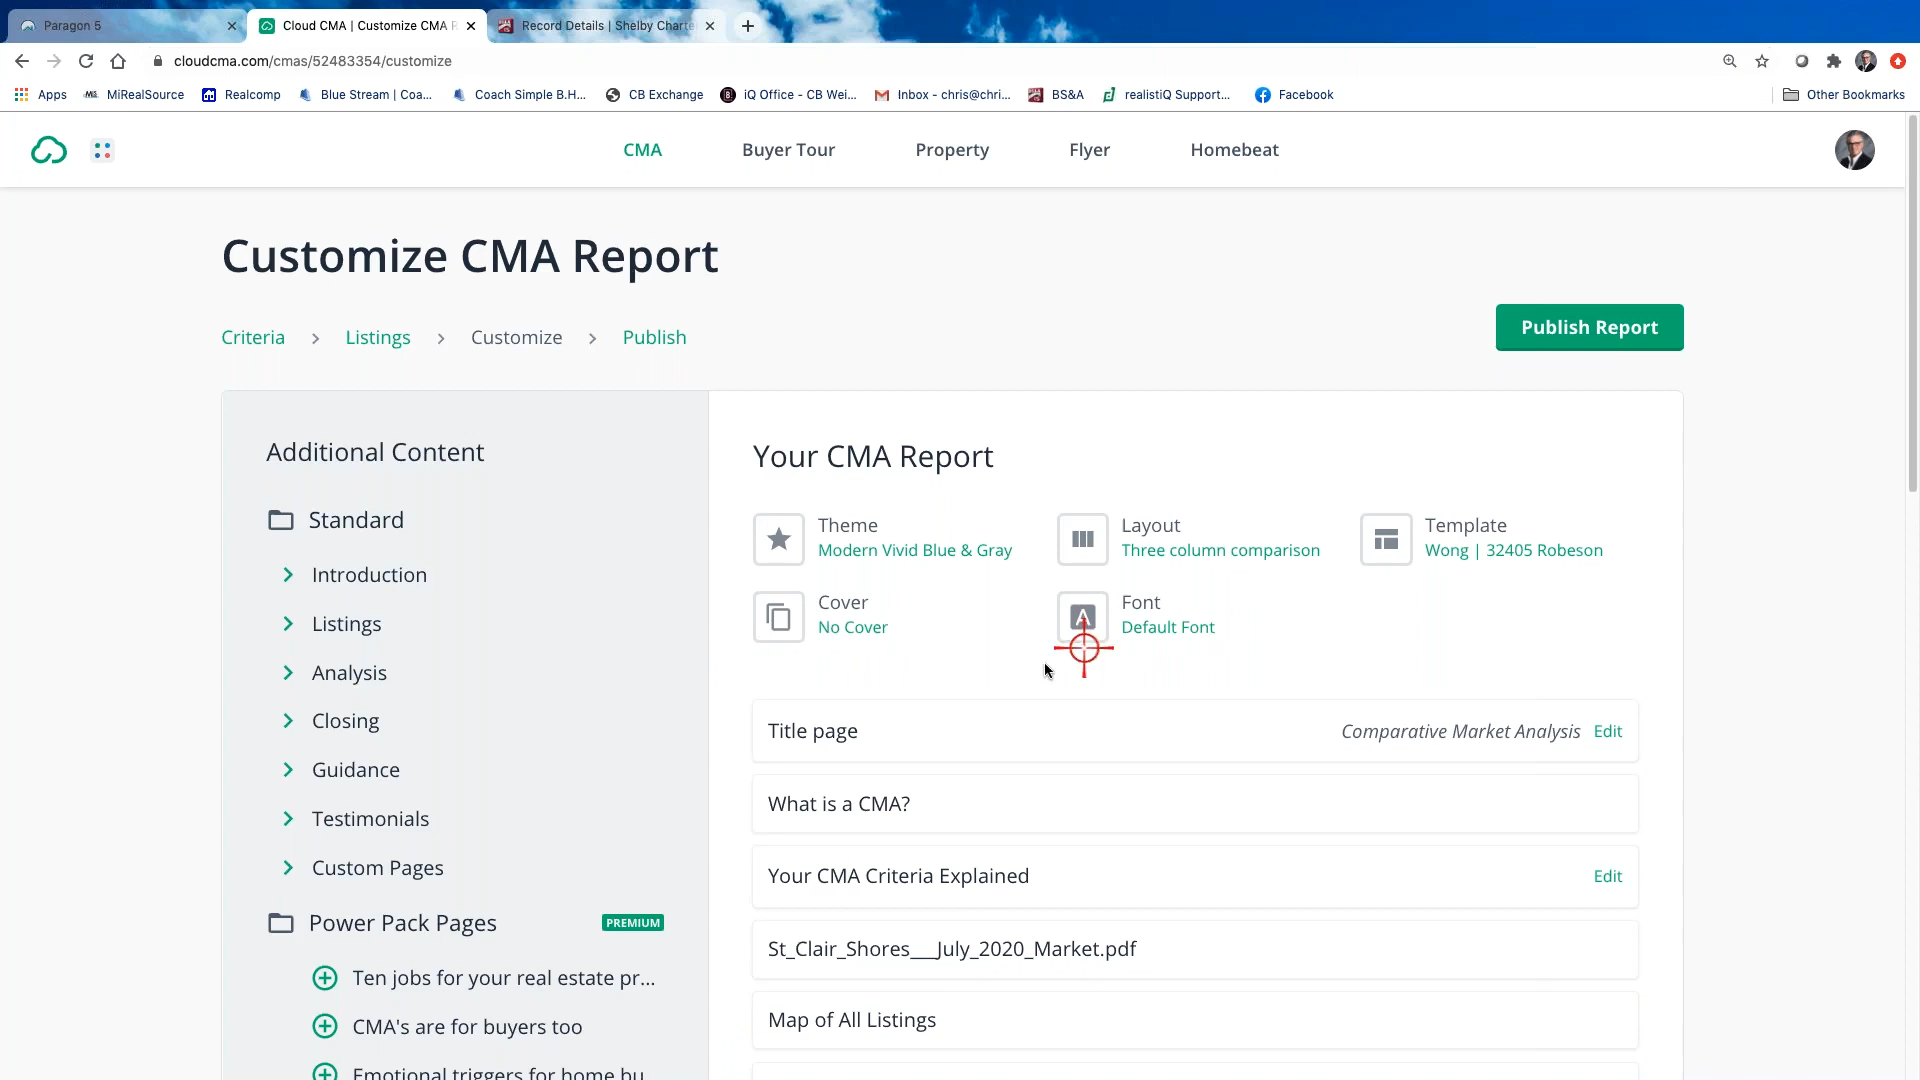 Paragon 5
Cloud CMA | Customize CMA R
Record Details | Shelby Charte
cloudcma.com/cmas/52483354/customize
Apps
MiRealSource
Realcomp
Blue Stream | Coa...
Coach Simple B.H...
CB Exchange
iQ Office - CB Wei...
Inbox - chris@chri...
BS&A
realistiQ Support...
Facebook
Other Bookmarks
CMA
Buyer Tour
Property
Flyer
Homebeat
Customize CMA Report
Criteria > Listings > Customize > Publish
Publish Report
Additional Content
Standard
Introduction
Listings
Analysis
Closing
Guidance
Testimonials
Custom Pages
Power Pack Pages
PREMIUM
Ten jobs for your real estate pr...
CMA's are for buyers too
Emotional triggers for home bu...
Your CMA Report
Theme
Modern Vivid Blue & Gray
Layout
Three column comparison
Template
Wong | 32405 Robeson
Cover
No Cover
Font
Default Font
Title page
Comparative Market Analysis Edit
What is a CMA?
Your CMA Criteria Explained
Edit
St_Clair_Shores___July_2020_Market.pdf
Map of All Listings